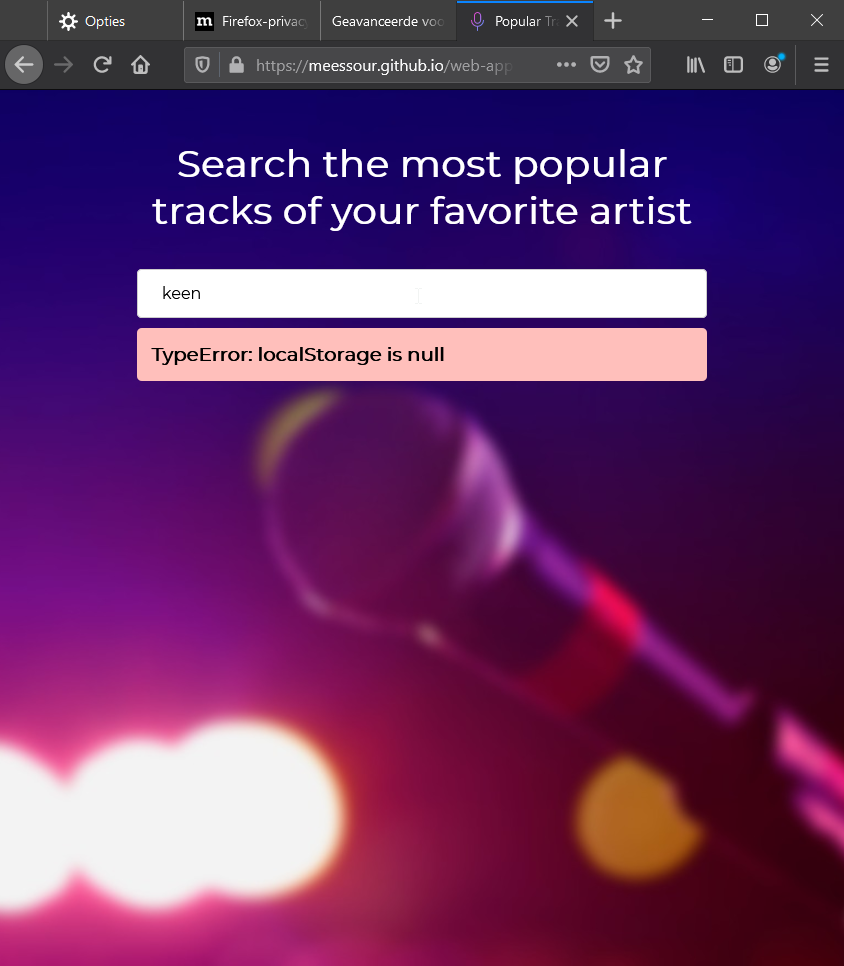 Opties
Firefox-privacy
Geavanceerde voo
Popular Tra
https://meessour.github.io/web-app
Search the most popular
tracks of your favorite artist
keen
TypeError: localStorage is null